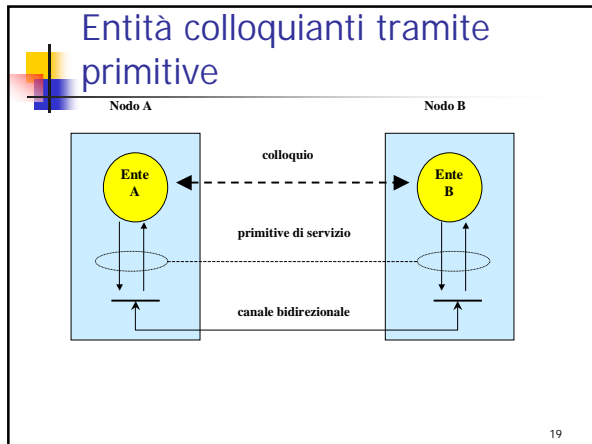 Entità colloquianti tramite
primitive
Nodo A
Nodo B
colloquio
Ente
A
Ente
B
primitive di servizio
canale bidirezionale
19